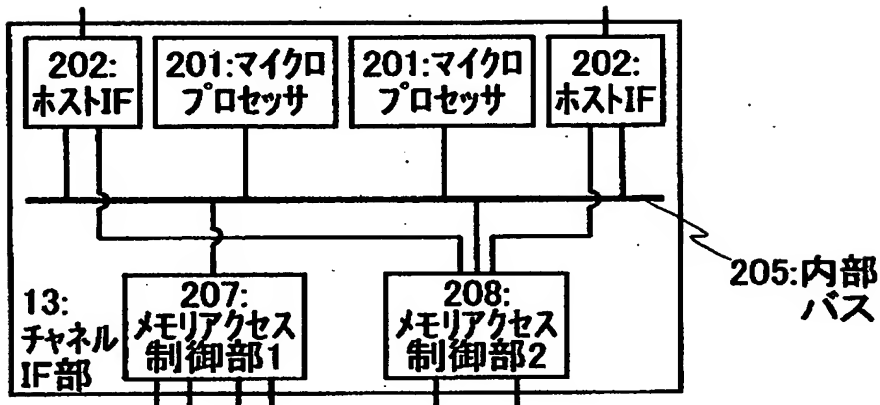 202:
ホストIF
201:マイクロ
プロセッサ
201:マイクロ
プロセッサ
202:
ホストIF
205:内部
バス
13:
チャネル
IF部
207:
メモリアクセス
制御部1
208:
メモリアクセス
制御部2